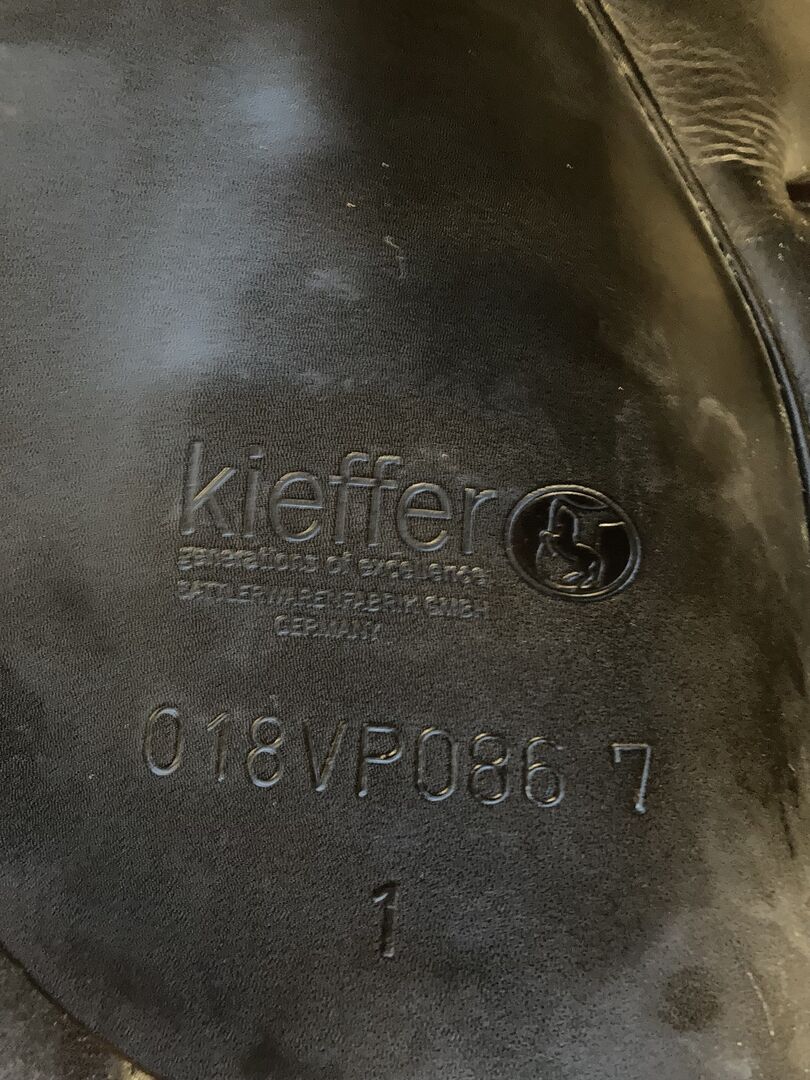 kieffer
generations of excellence
SATTLERWARENFABRIK GMBH
GERMANY
018VP086 7
1